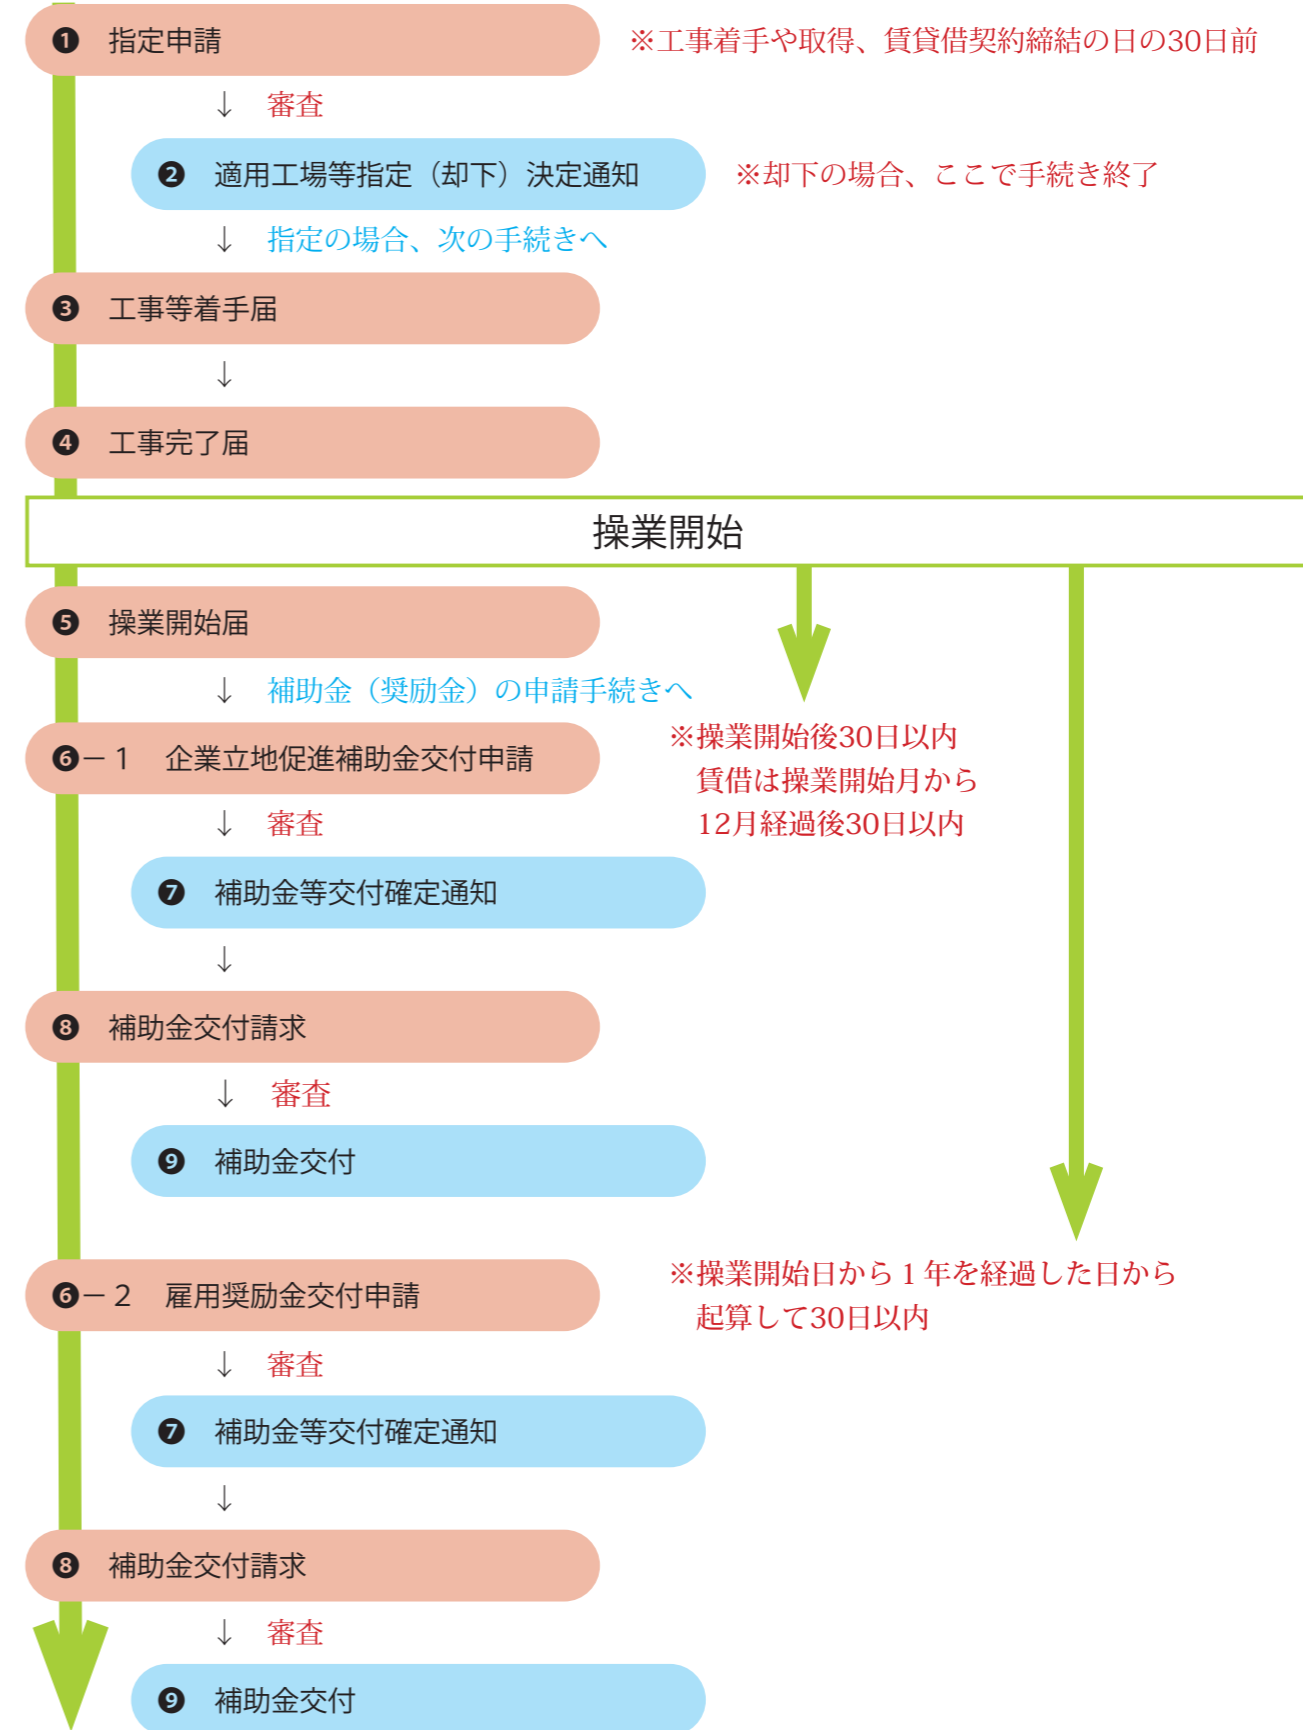 ❶ 指定申請 ※工事着手や取得、賃貸借契約締結の日の30日前
↓ 審査
❷ 適用工場等指定（却下）決定通知 ※却下の場合、ここで手続き終了
↓ 指定の場合、次の手続きへ
❸ 工事等着手届
↓
❹ 工事完了届
操業開始
❺ 操業開始届
↓ 補助金（奨励金）の申請手続きへ
❻－１ 企業立地促進補助金交付申請
※操業開始後30日以内
賃借は操業開始月から
12月経過後30日以内
↓ 審査
❼ 補助金等交付確定通知
↓
❽ 補助金交付請求
↓ 審査
❾ 補助金交付
❻－２ 雇用奨励金交付申請
※操業開始日から１年を経過した日から
起算して30日以内
↓ 審査
❼ 補助金等交付確定通知
↓
❽ 補助金交付請求
↓ 審査
❾ 補助金交付